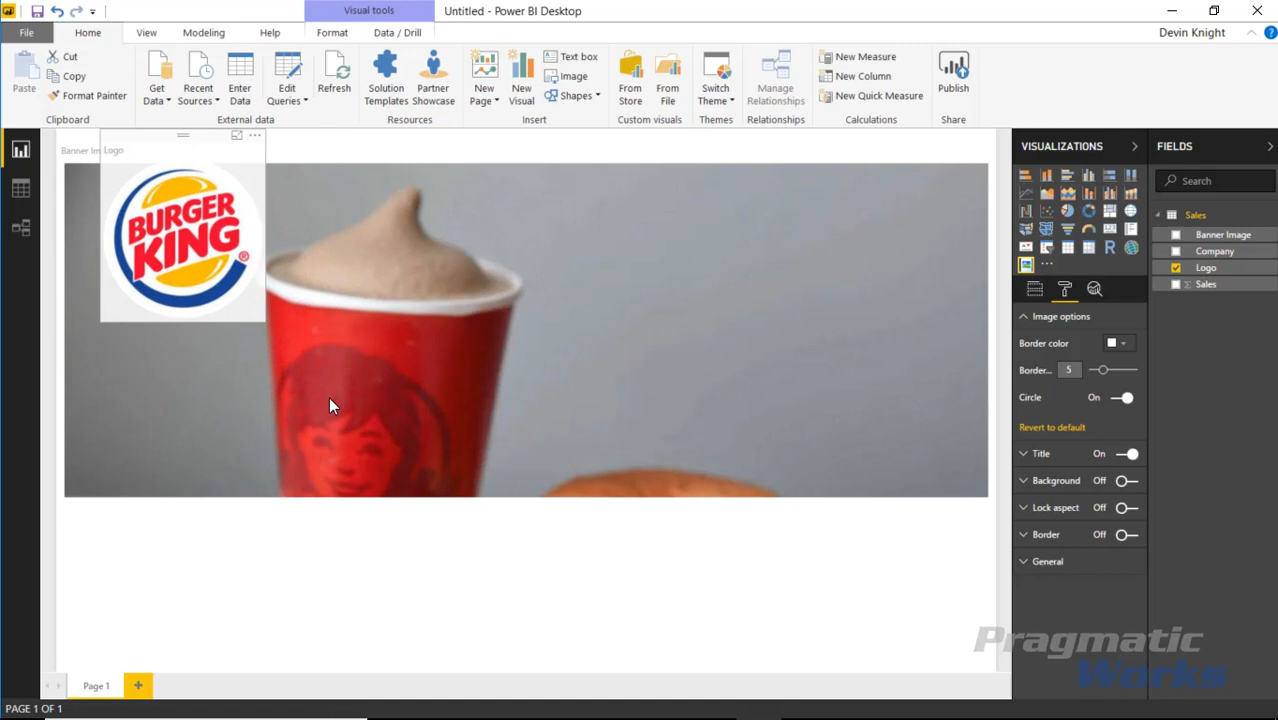 Visual tools
Untitled - Power BI Desktop
File
Home
View
Modeling
Help
Format
Data / Drill
Devin Knight
Paste
Cut
Copy
Format Painter
Clipboard
Get Data
Recent Sources
Enter Data
Edit Queries
Refresh
External data
Solution Templates
Partner Showcase
Resources
New Page
New Visual
Text box
Image
Shapes
Insert
From Store
From File
Custom visuals
Switch Theme
Themes
Manage Relationships
Relationships
New Measure
New Column
New Quick Measure
Calculations
Publish
Share
Banner Im
Logo
BURGER
KING
®
VISUALIZATIONS
R
Image options
Border color
Border... 5
Circle On
Revert to default
Title On
Background Off
Lock aspect Off
Border Off
General
FIELDS
Search
Sales
Banner Image
Company
Logo
Σ Sales
Pragmatic
Works
Page 1
PAGE 1 OF 1